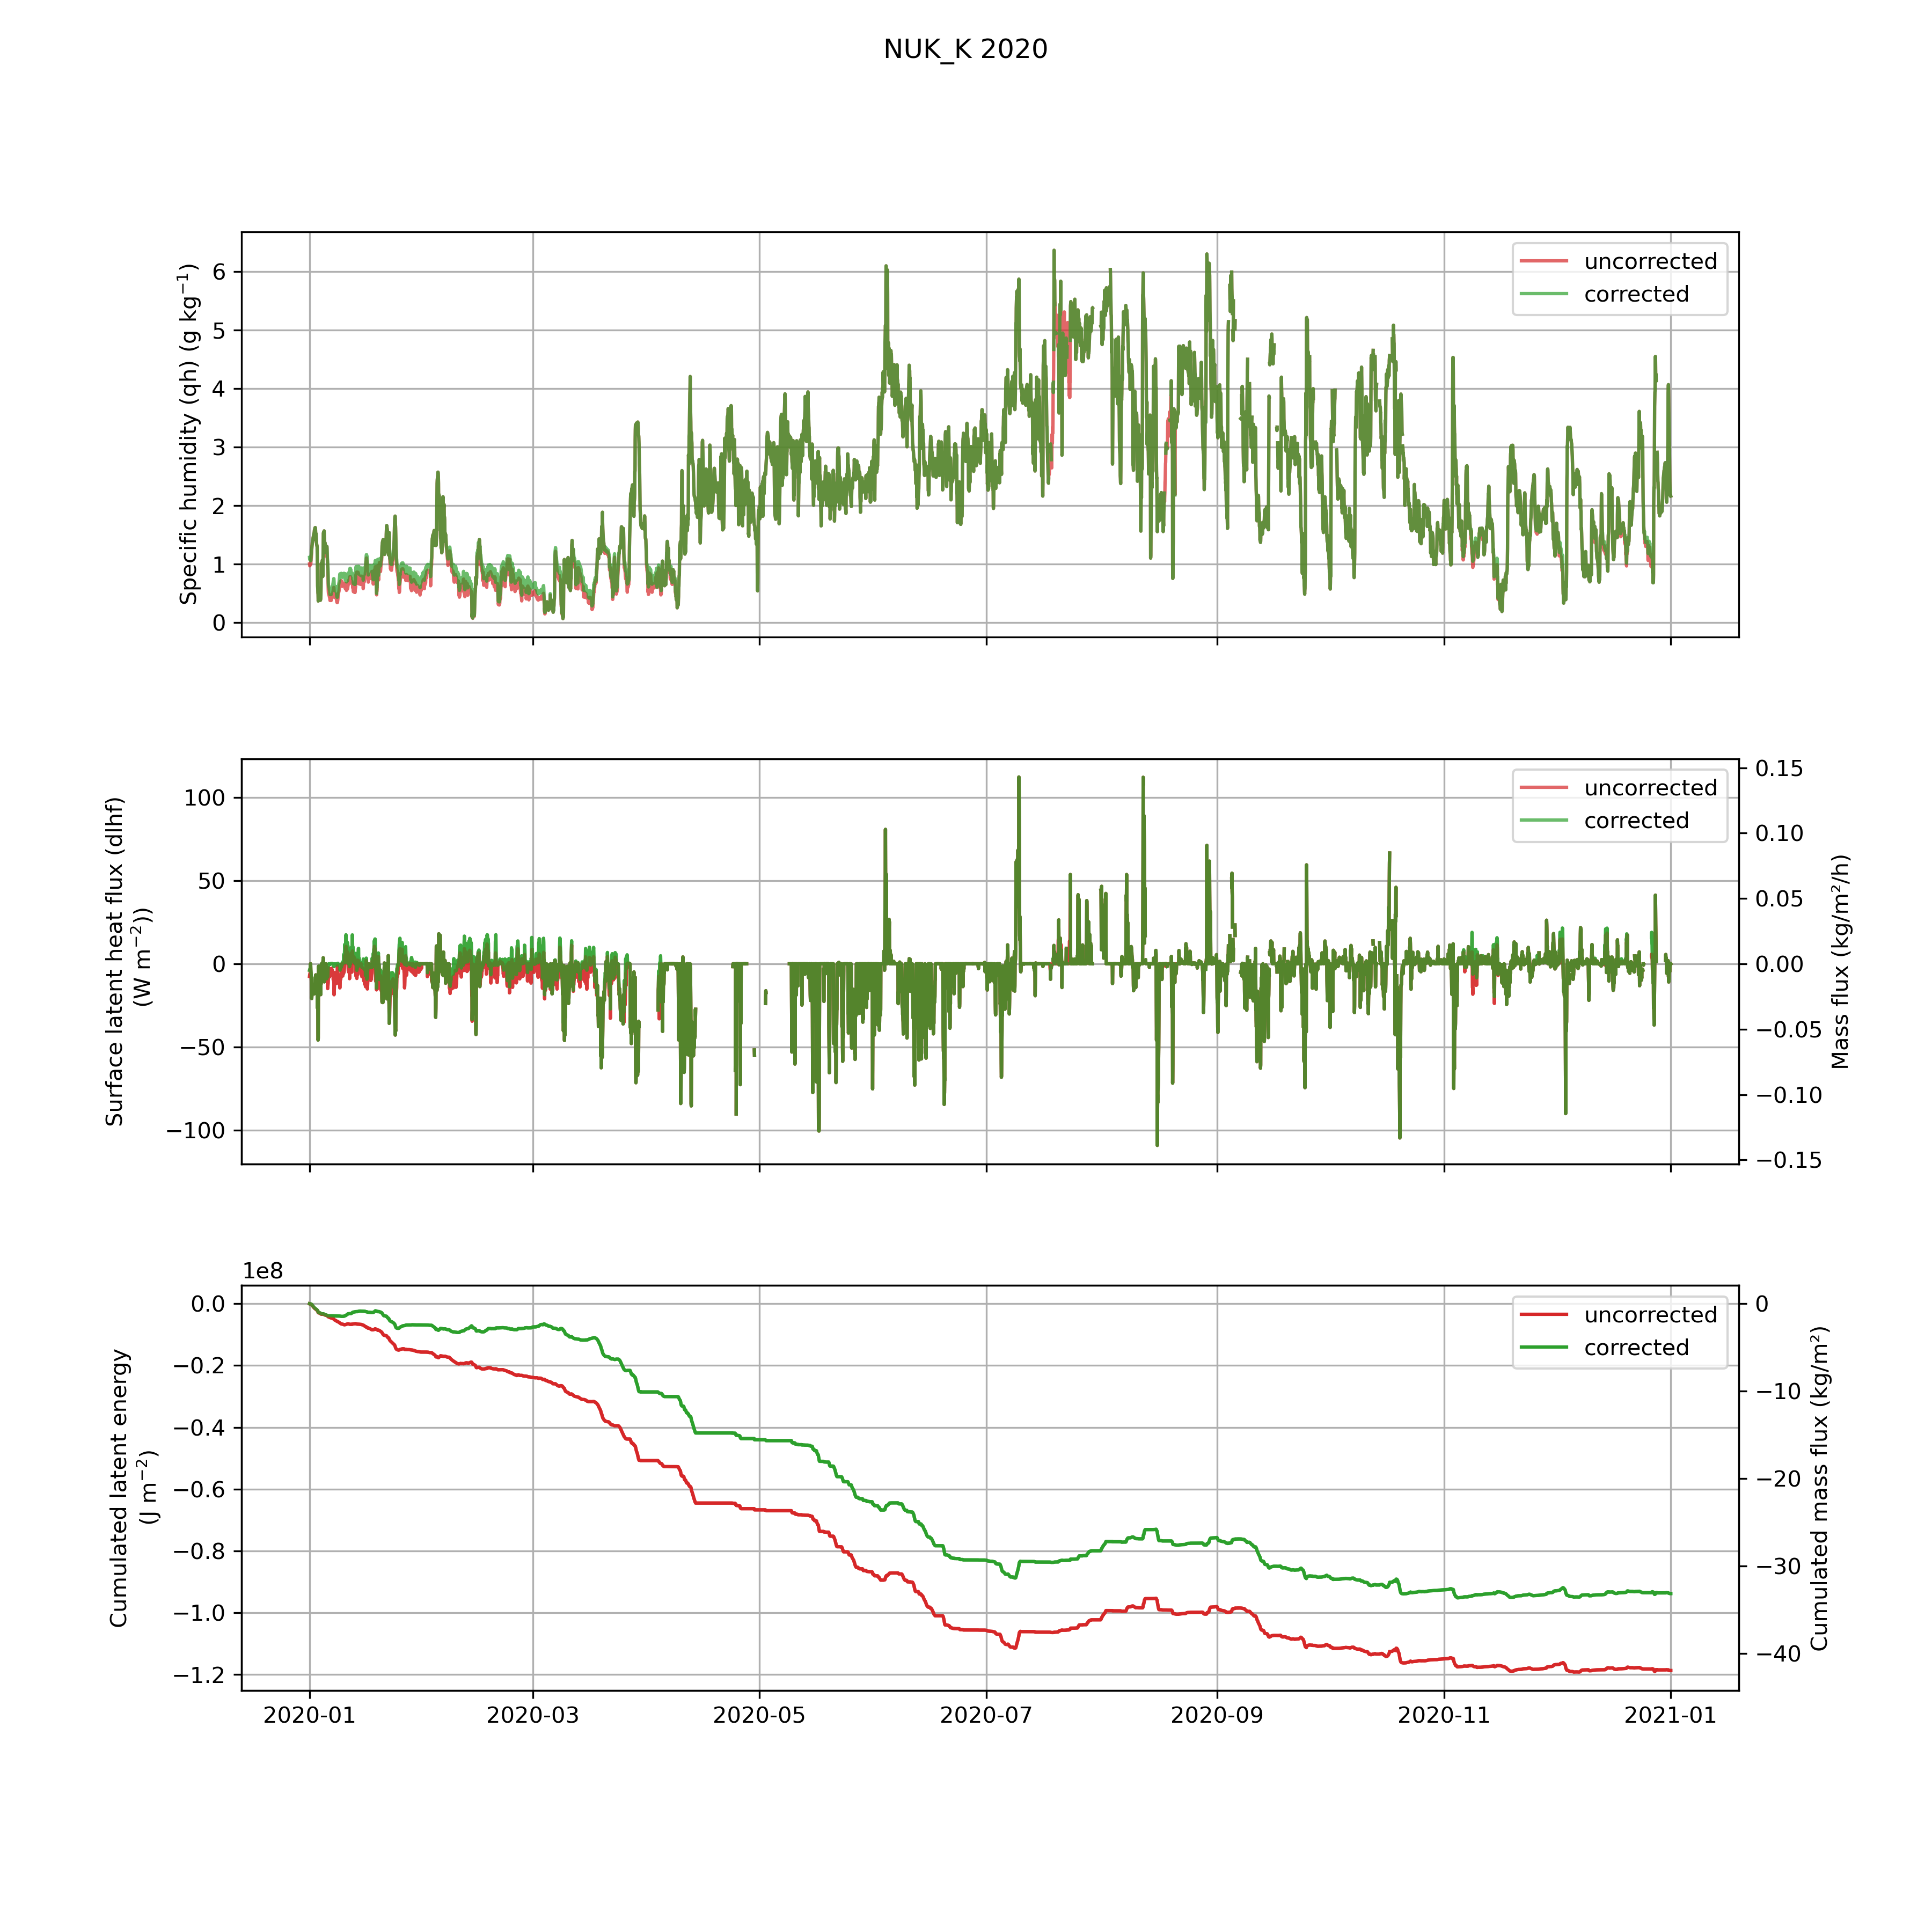 NUK_K 2020
Specific humidity (qh) (g kg⁻¹)
6
5
4
3
2
1
0
uncorrected
corrected
Surface latent heat flux (dlhf)
(W m⁻²))
100
50
0
−50
−100
uncorrected
corrected
0.15
0.10
0.05
0.00
−0.05
−0.10
−0.15
Mass flux (kg/m²/h)
1e8
Cumulated latent energy
(J m⁻²)
0.0
−0.2
−0.4
−0.6
−0.8
−1.0
−1.2
uncorrected
corrected
0
−10
−20
−30
−40
Cumulated mass flux (kg/m²)
2020-01 2020-03 2020-05 2020-07 2020-09 2020-11 2021-01